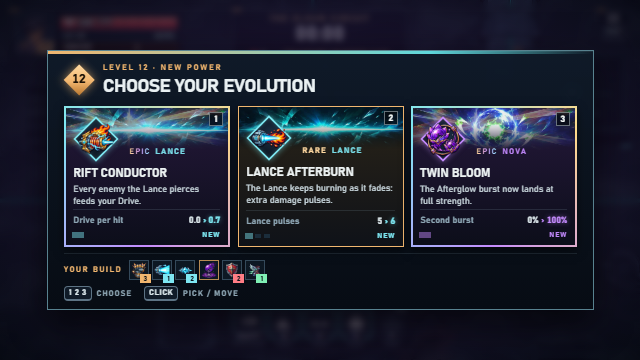 12
LEVEL 12 · NEW POWER
CHOOSE YOUR EVOLUTION
1
EPIC LANCE
RIFT CONDUCTOR
Every enemy the Lance pierces
feeds your Drive.
Drive per hit 0.0 › 0.7
NEW
2
RARE LANCE
LANCE AFTERBURN
The Lance keeps burning as it fades:
extra damage pulses.
Lance pulses 5 › 6
NEW
3
EPIC NOVA
TWIN BLOOM
The Afterglow burst now lands at
full strength.
Second burst 0% › 100%
NEW
YOUR BUILD 3 1 2 2 1
1 2 3 CHOOSE CLICK PICK / MOVE